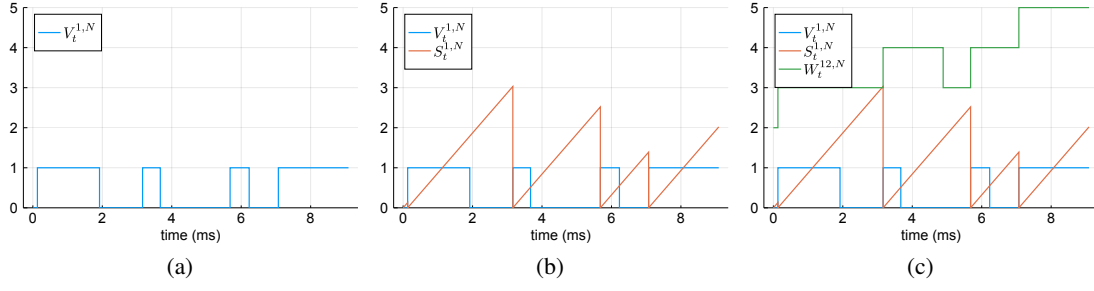 5
4
3
2
1
0
V_t^{1,N}
0 2 4 6 8
time (ms)
(a)
5
4
3
2
1
0
V_t^{1,N}
S_t^{1,N}
0 2 4 6 8
time (ms)
(b)
5
4
3
2
1
0
V_t^{1,N}
S_t^{1,N}
W_t^{12,N}
0 2 4 6 8
time (ms)
(c)